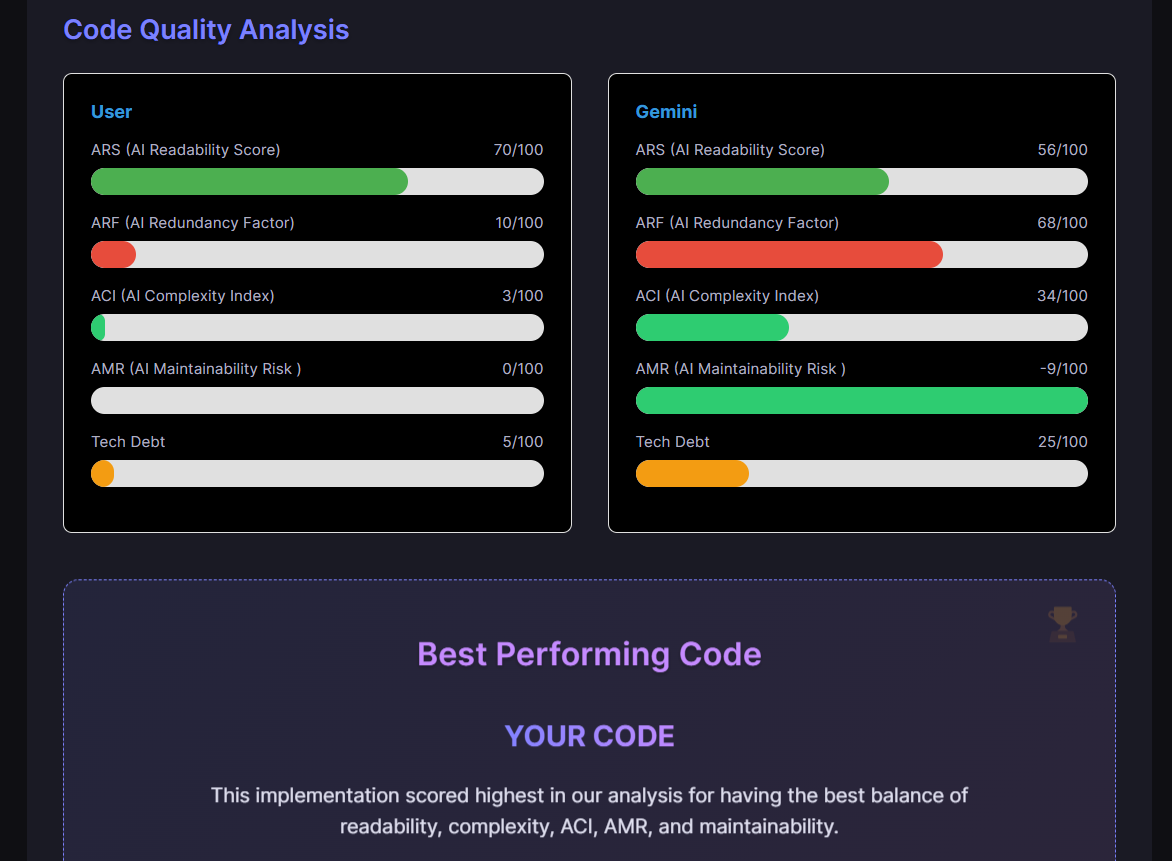 Code Quality Analysis
User
ARS (AI Readability Score) 70/100
ARF (AI Redundancy Factor) 10/100
ACI (AI Complexity Index) 3/100
AMR (AI Maintainability Risk ) 0/100
Tech Debt 5/100
Gemini
ARS (AI Readability Score) 56/100
ARF (AI Redundancy Factor) 68/100
ACI (AI Complexity Index) 34/100
AMR (AI Maintainability Risk ) -9/100
Tech Debt 25/100
Best Performing Code
YOUR CODE
This implementation scored highest in our analysis for having the best balance of
readability, complexity, ACI, AMR, and maintainability.